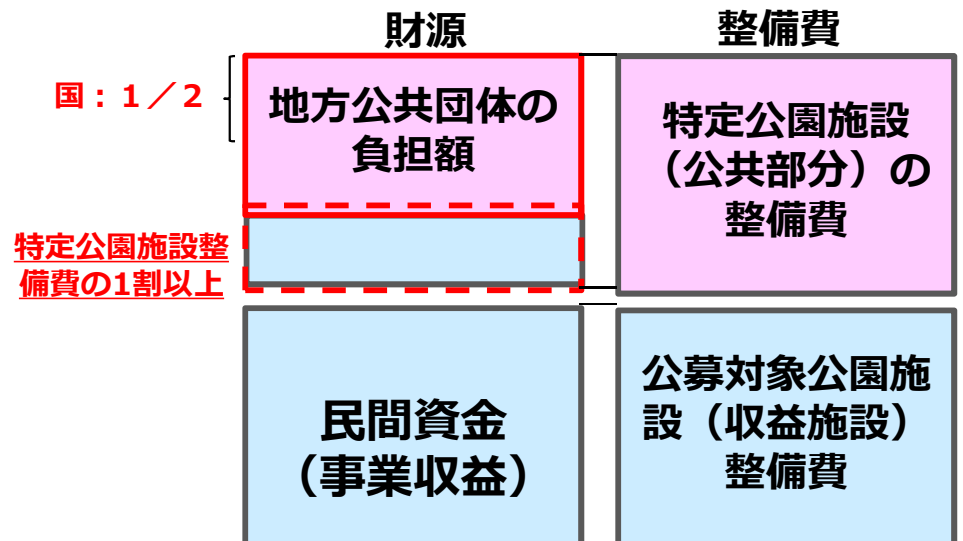 財源
整備費
国：１／２
地方公共団体の
負担額
特定公園施設
（公共部分）の
整備費
特定公園施設整
備費の1割以上
民間資金
（事業収益）
公募対象公園施
設（収益施設）
整備費